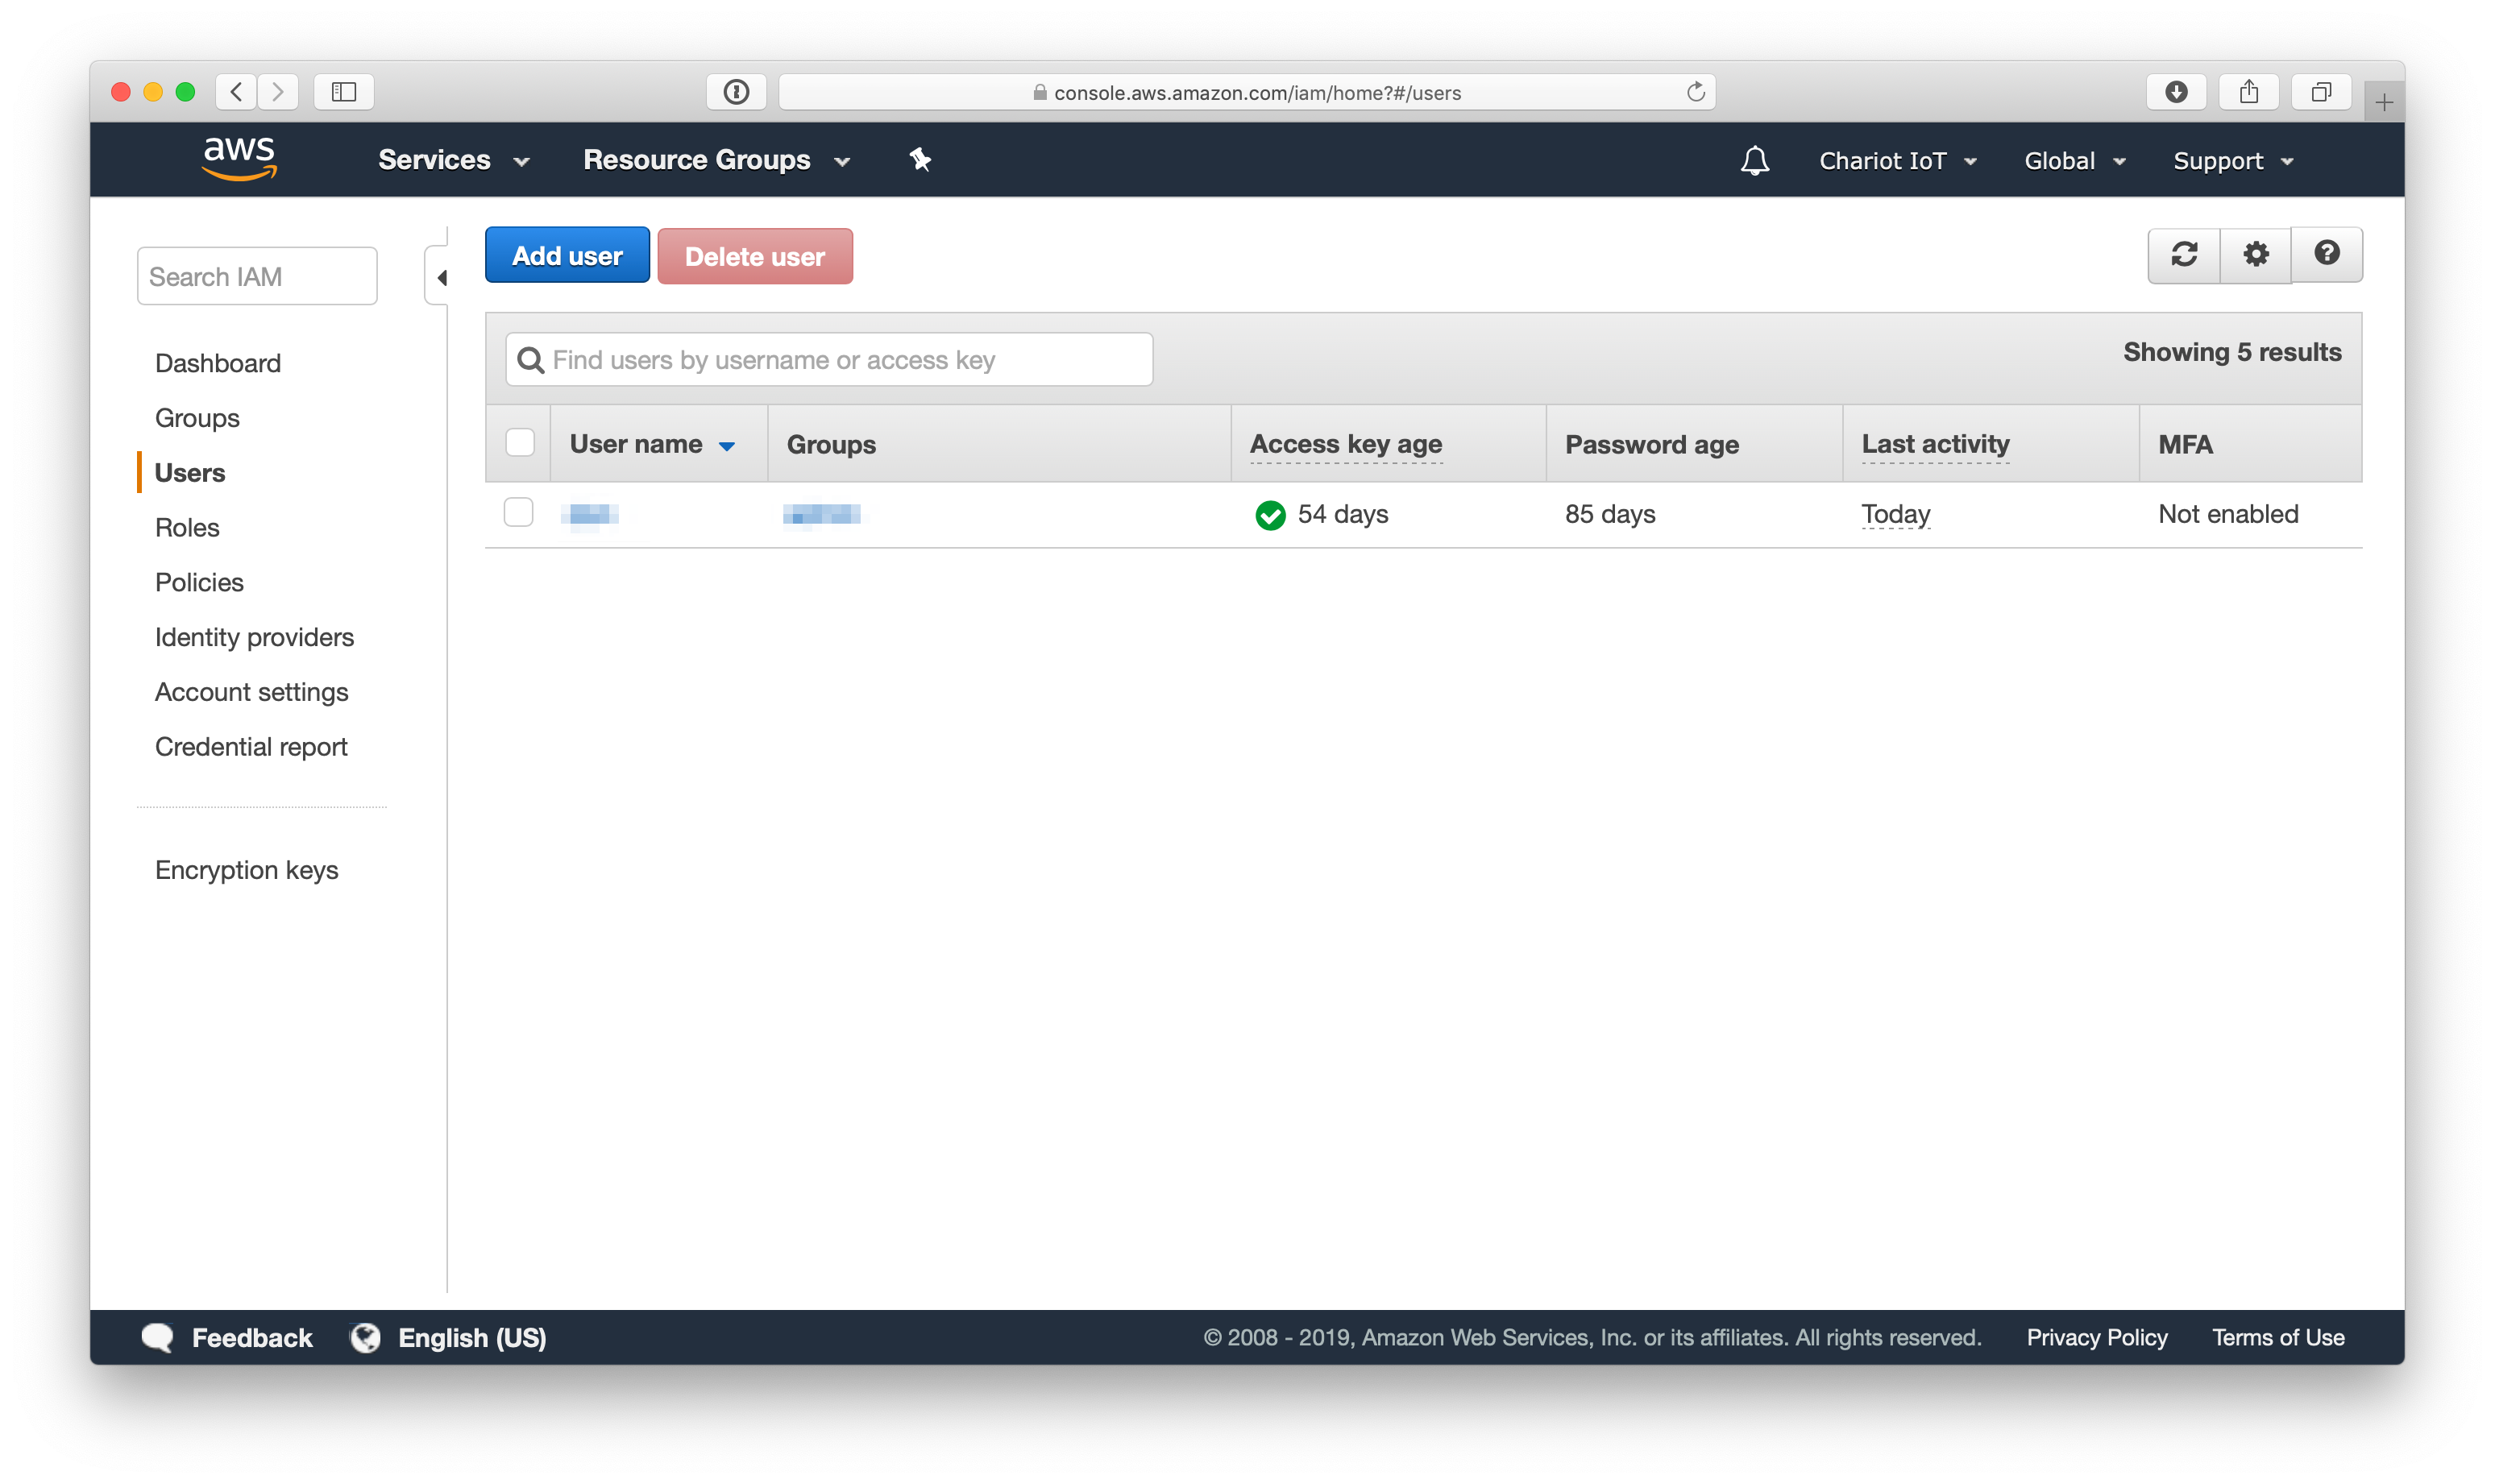 console.aws.amazon.com/iam/home?#/users
aws Services Resource Groups Chariot IoT Global Support
Search IAM
Dashboard
Groups
Users
Roles
Policies
Identity providers
Account settings
Credential report
Encryption keys
Add user Delete user
Find users by username or access key Showing 5 results
User name Groups Access key age Password age Last activity MFA
54 days 85 days Today Not enabled
Feedback English (US) © 2008 - 2019, Amazon Web Services, Inc. or its affiliates. All rights reserved. Privacy Policy Terms of Use